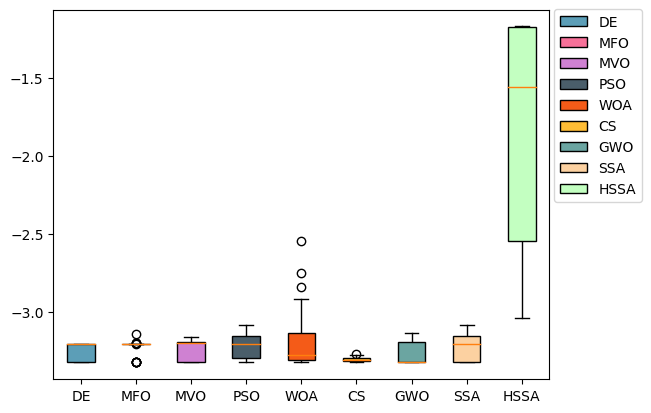 −1.5
−2.0
−2.5
−3.0
DE MFO MVO PSO WOA CS GWO SSA HSSA
DE
MFO
MVO
PSO
WOA
CS
GWO
SSA
HSSA